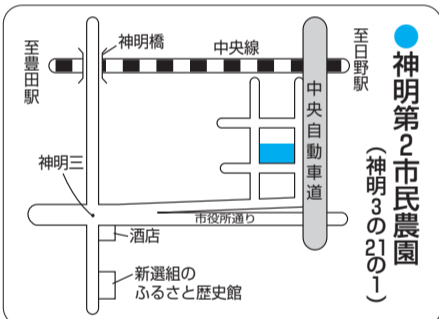 ●神明第2市民農園
（神明3の21の1）
至日野駅
中央線
神明橋
至豊田駅
中央自動車道
神明三
市役所通り
酒店
新選組の
ふるさと歴史館